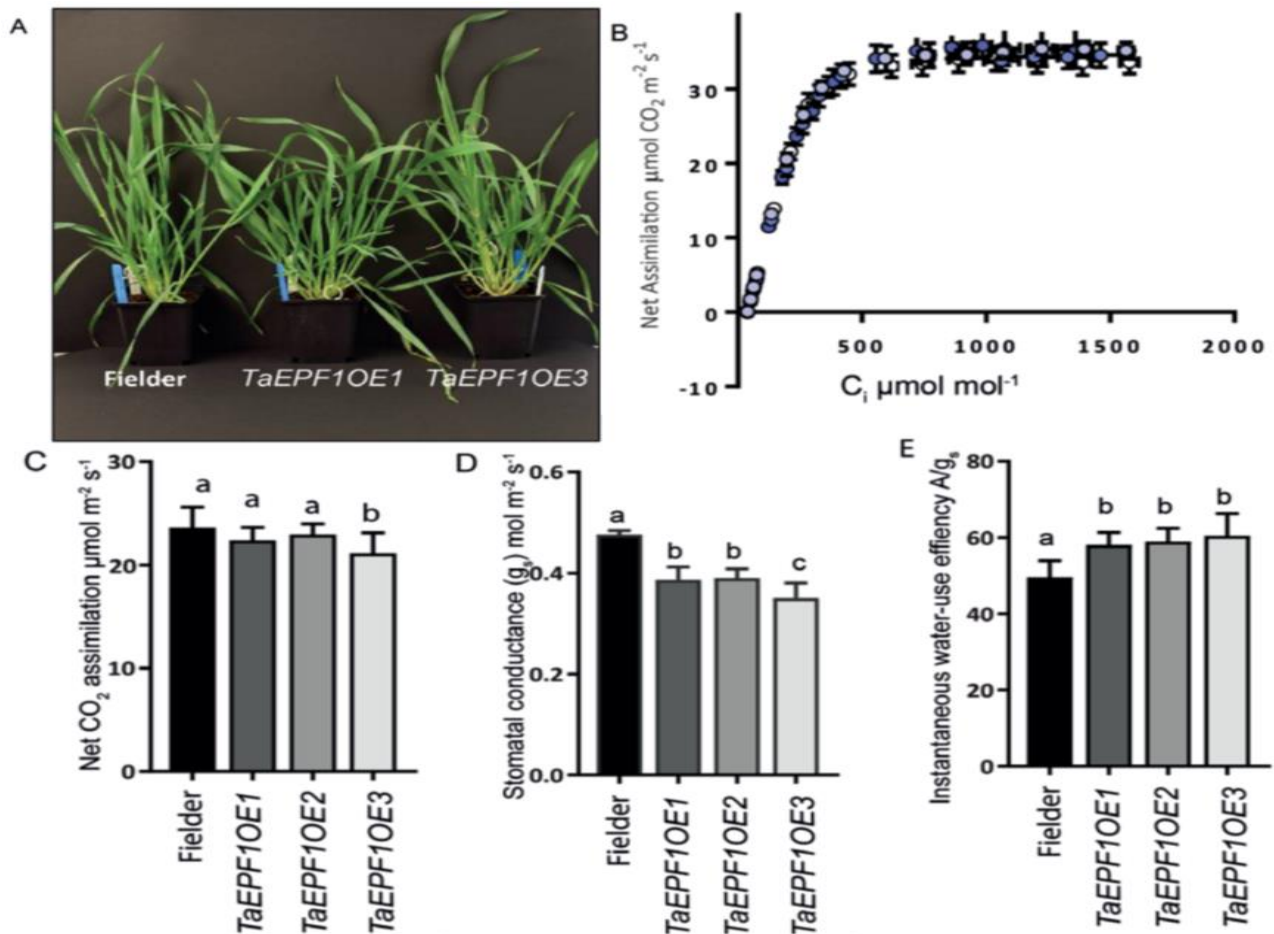 A
Fielder
TaEPF1OE1
TaEPF1OE3
B
Net Assimilation µmol CO2 m-2 s-1
30
20
10
0
-10
500
1000
1500
2000
Ci µmol mol-1
C
Net CO2 assimilation µmol m-2 s-1
30
20
10
0
a
a
a
b
Fielder
TaEPF1OE1
TaEPF1OE2
TaEPF1OE3
D
Stomatal conductance (gs) mol m-2 s-1
0.6
0.4
0.2
0.0
a
b
b
c
Fielder
TaEPF1OE1
TaEPF1OE2
TaEPF1OE3
E
Instantaneous water-use effiency A/gs
80
60
40
20
0
a
b
b
b
Fielder
TaEPF1OE1
TaEPF1OE2
TaEPF1OE3